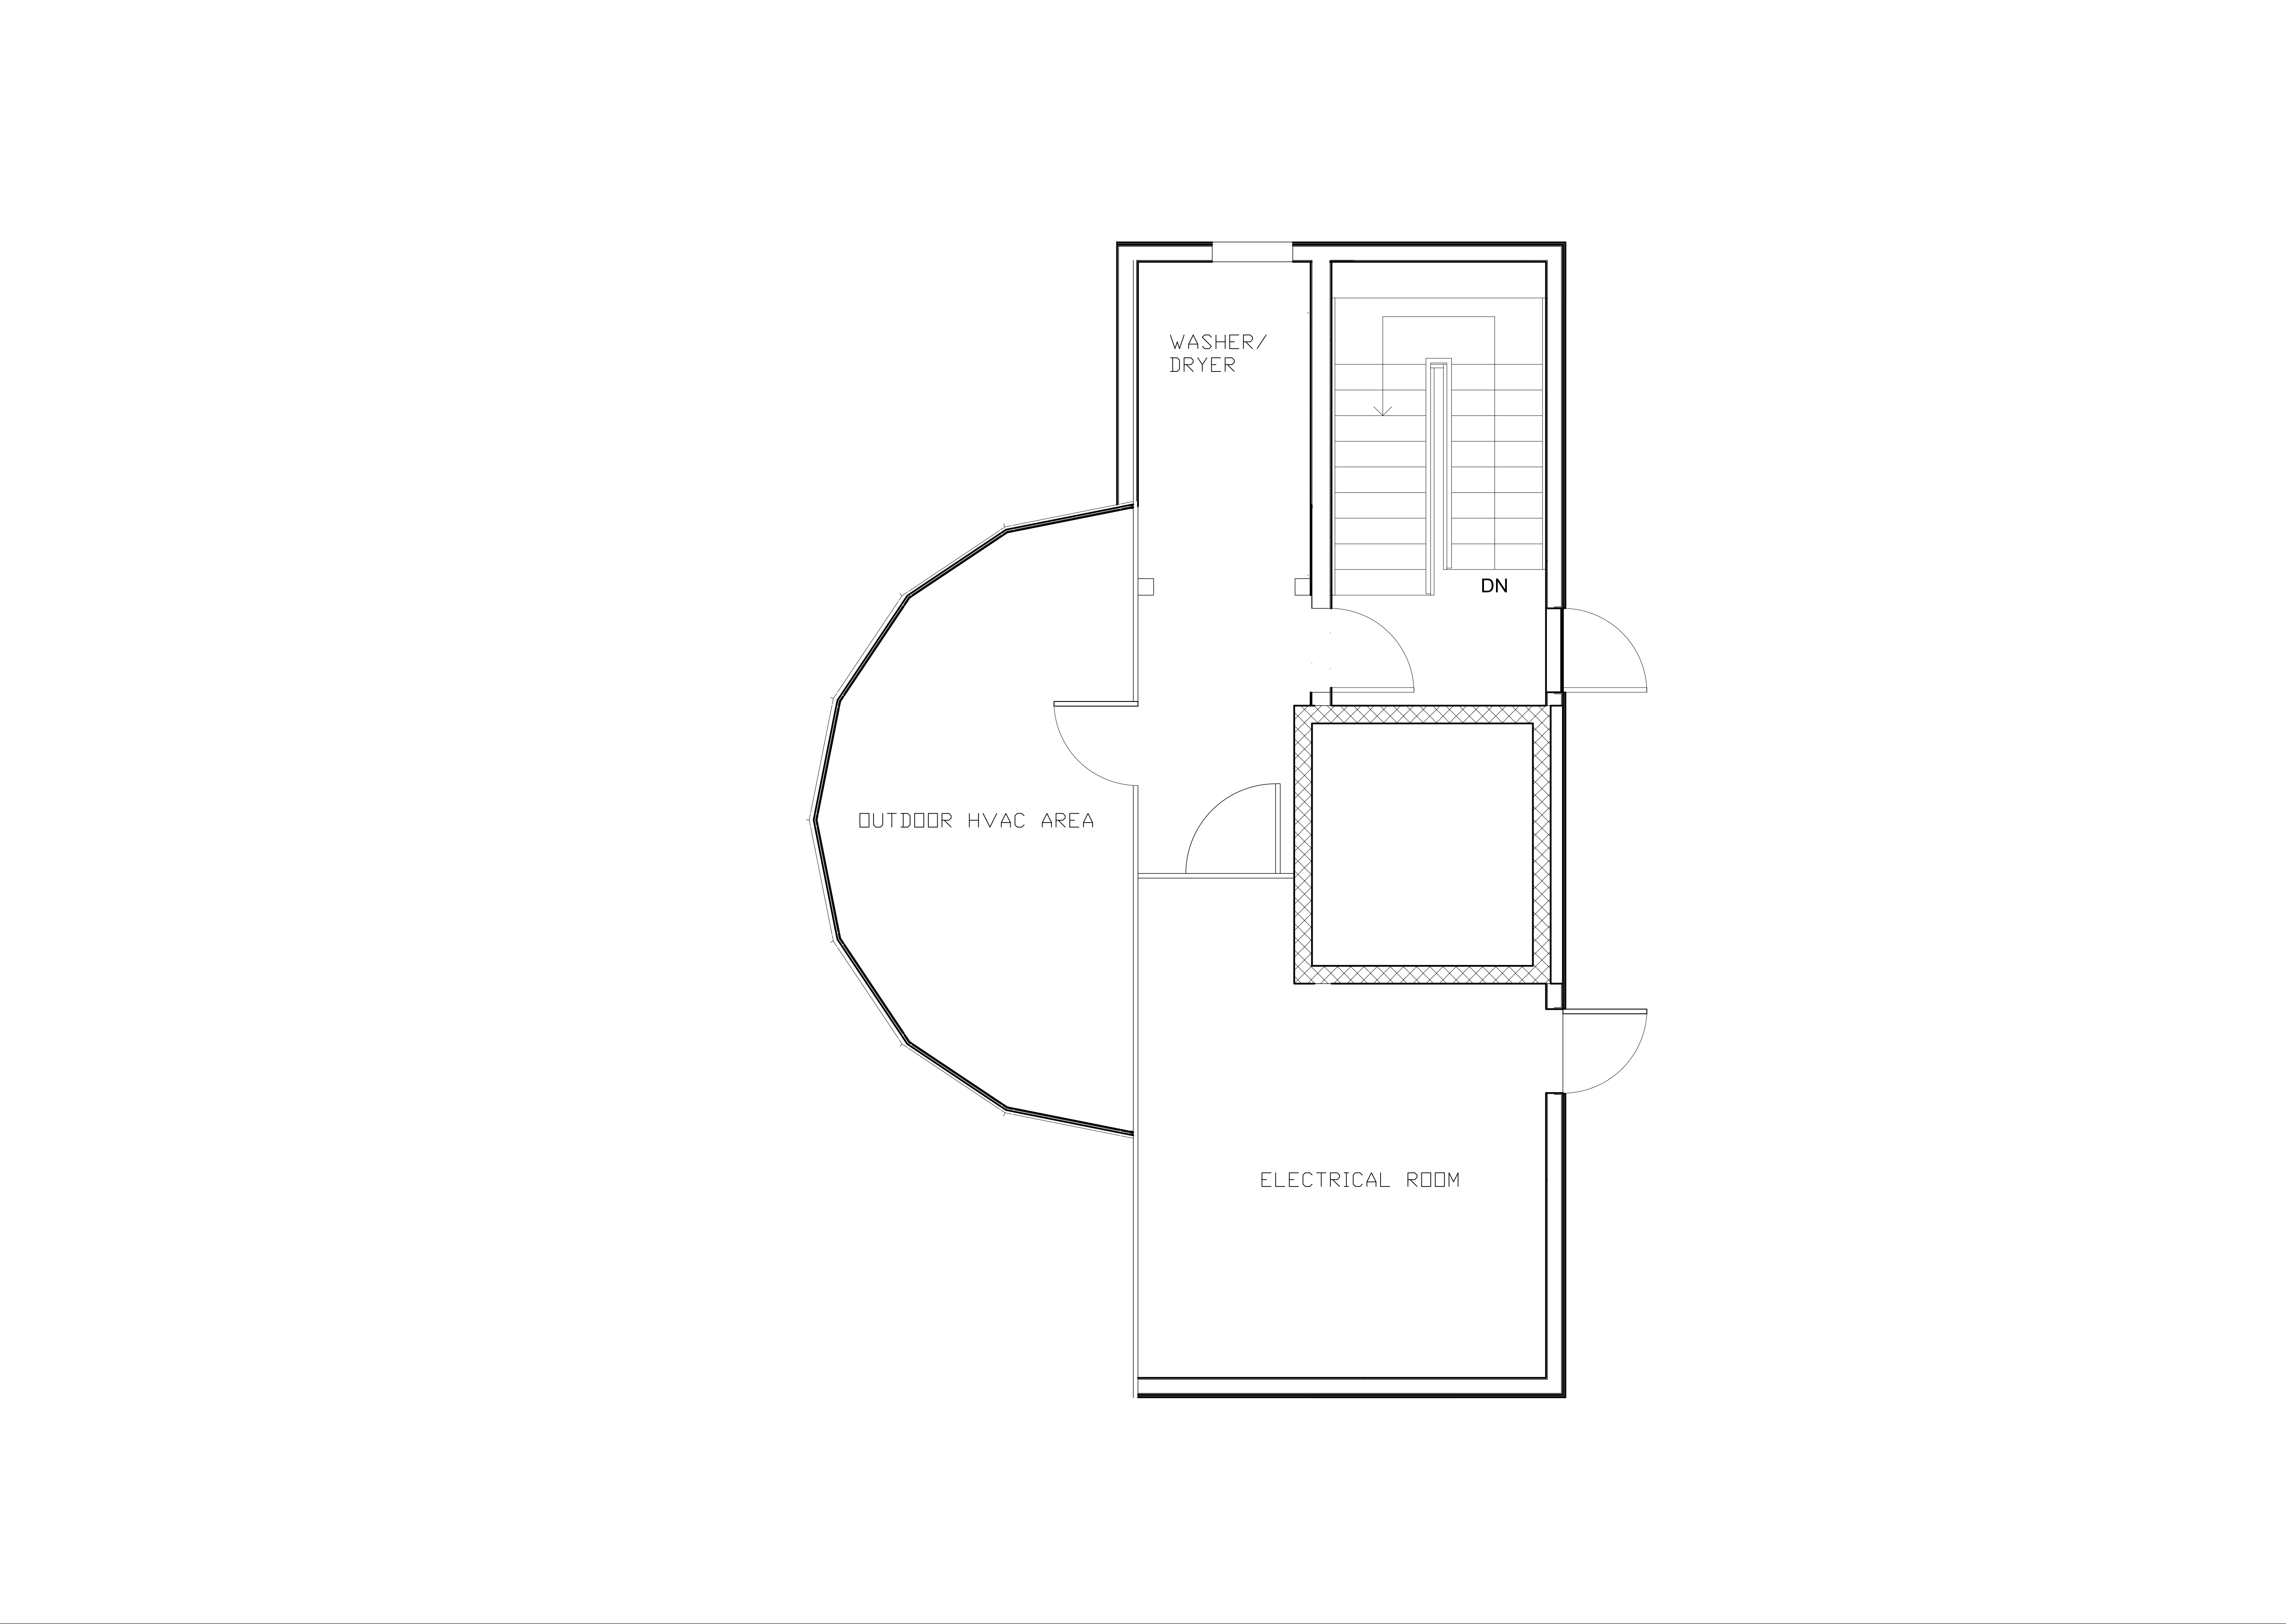 WASHER/
DRYER
DN
OUTDOOR HVAC AREA
ELECTRICAL ROOM